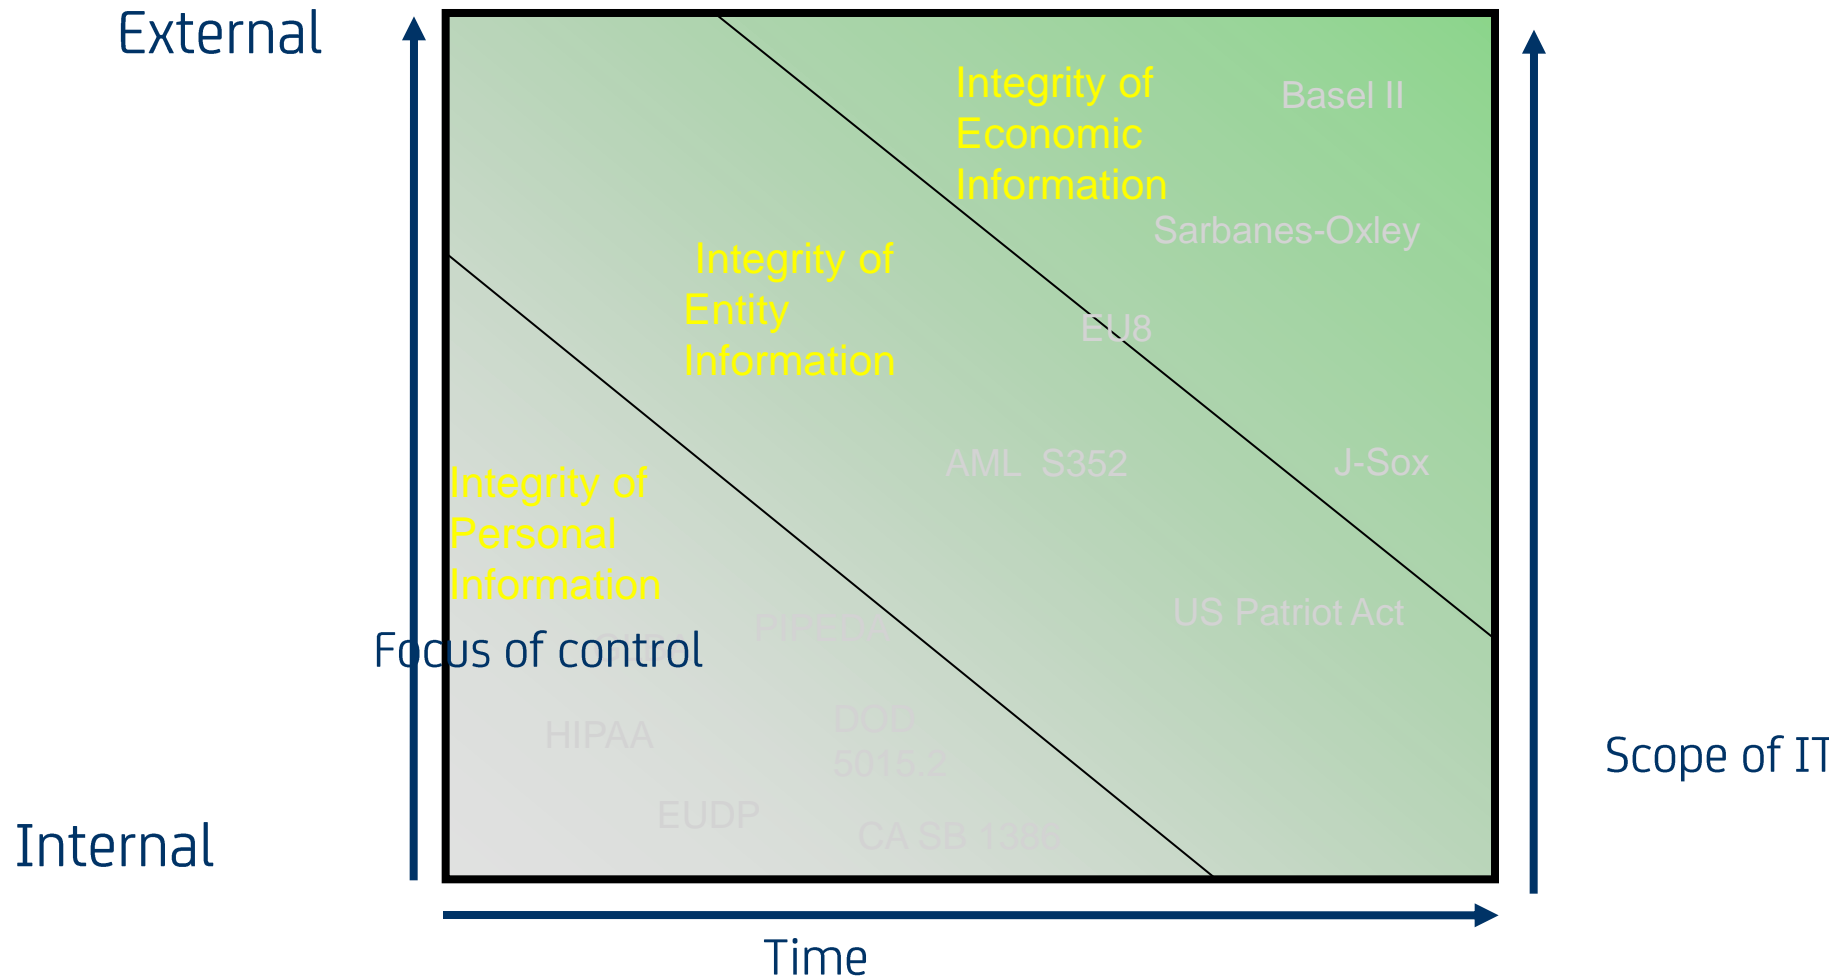 External
Integrity of
Economic
Information
Basel II
Sarbanes-Oxley
Integrity of
Entity
Information
EU8
AML S352
J-Sox
Integrity of
Personal
Information
US Patriot Act
PIPEDA
Focus of control
HIPAA
DOD
5015.2
EUDP
CA SB 1386
Scope of IT
Internal
Time